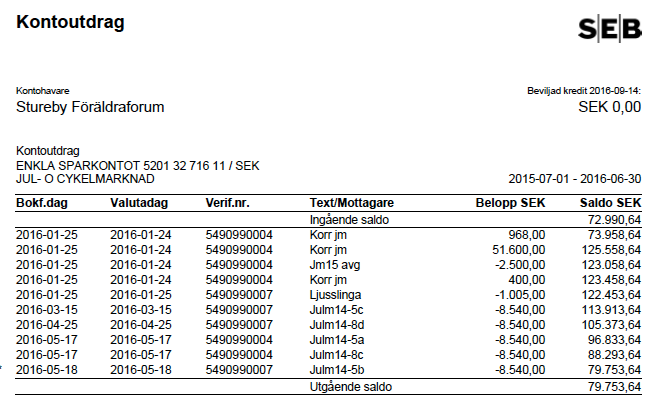 Kontoutdrag
SEB
Kontohavare Beviljad kredit 2016-09-14:
Stureby Föräldraforum SEK 0,00
Kontoutdrag
ENKLA SPARKONTOT 5201 32 716 11 / SEK
JUL- O CYKELMARKNAD 2015-07-01 - 2016-06-30
Bokf.dag Valutadag Verif.nr. Text/Mottagare Belopp SEK Saldo SEK
Ingående saldo 72.990,64
2016-01-25 2016-01-24 5490990004 Korr jm 968,00 73.958,64
2016-01-25 2016-01-24 5490990004 Korr jm 51.600,00 125.558,64
2016-01-25 2016-01-24 5490990004 Jm15 avg -2.500,00 123.058,64
2016-01-25 2016-01-24 5490990004 Korr jm 400,00 123.458,64
2016-01-25 2016-01-25 5490990007 Ljusslinga -1.005,00 122.453,64
2016-03-15 2016-03-15 5490990007 Julm14-5c -8.540,00 113.913,64
2016-04-25 2016-04-25 5490990007 Julm14-8d -8.540,00 105.373,64
2016-05-17 2016-05-17 5490990004 Julm14-5a -8.540,00 96.833,64
2016-05-17 2016-05-17 5490990004 Julm14-8c -8.540,00 88.293,64
2016-05-18 2016-05-18 5490990007 Julm14-5b -8.540,00 79.753,64
Utgående saldo 79.753,64